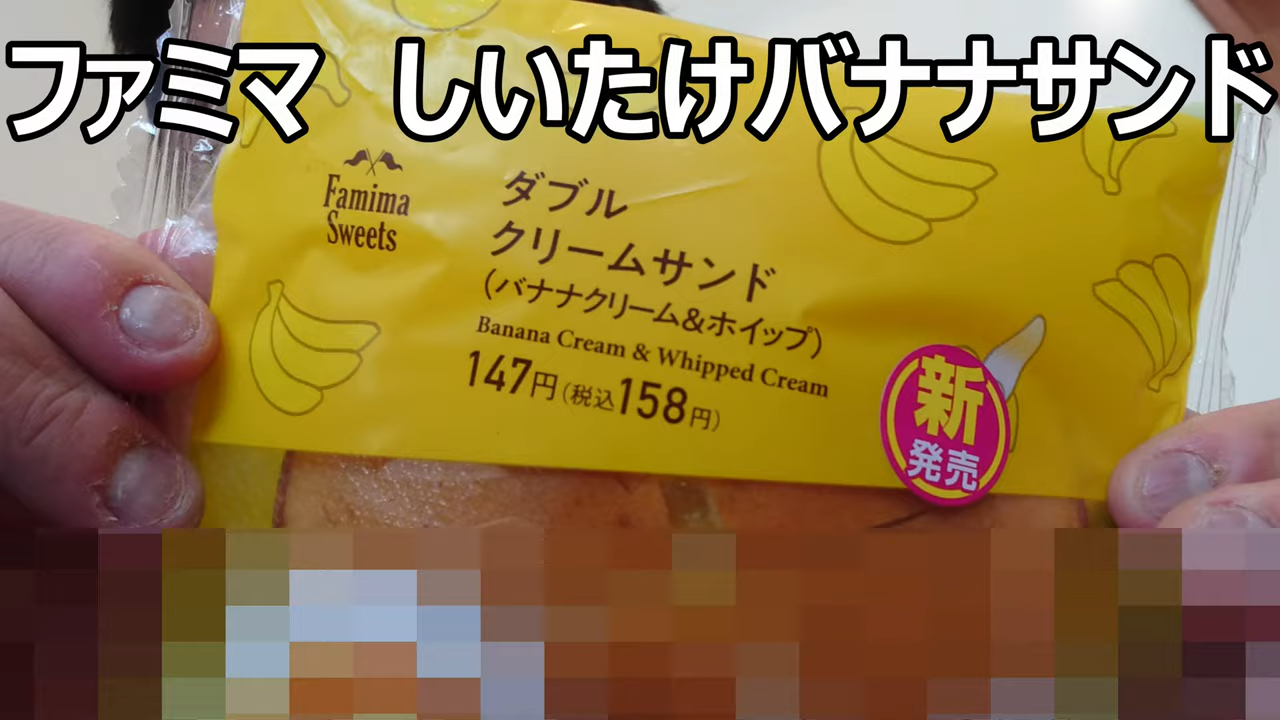 ファミマ　しいたけバナナサンド
Famima
Sweets
ダブル
クリームサンド
(バナナクリーム&ホイップ)
Banana Cream & Whipped Cream
147円(税込158円)
新
発売